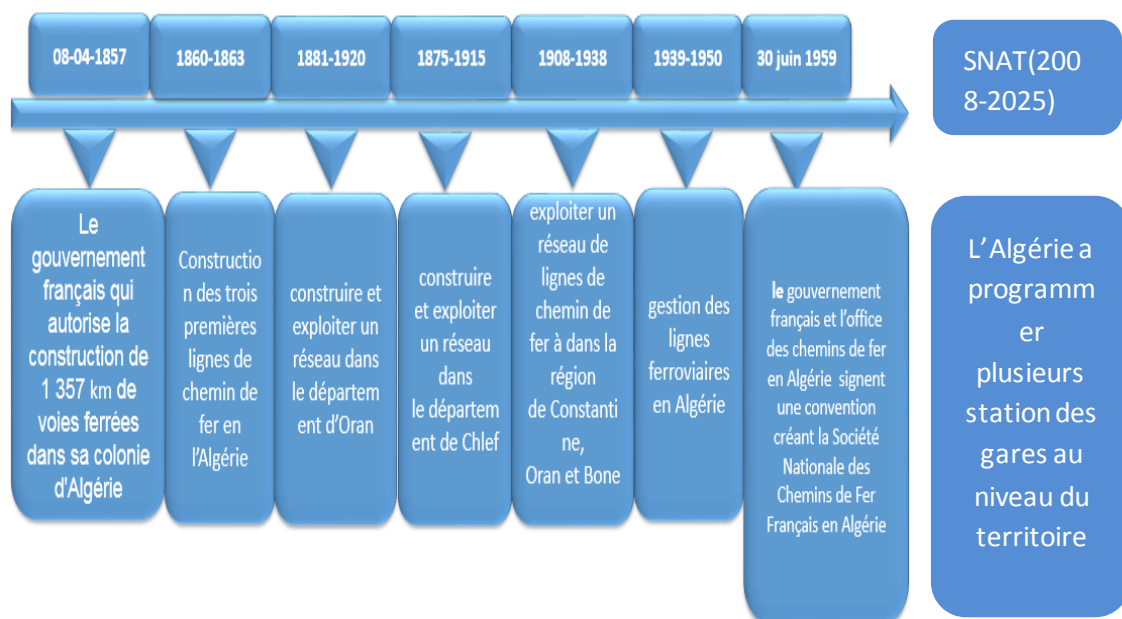 08-04-1857
1860-1863
1881-1920
1875-1915
1908-1938
1939-1950
30 juin 1959
SNAT(200
8-2025)
Le
gouvernement
français qui
autorise la
construction de
1 357 km de
voies ferrées
dans sa colonie
d'Algérie
Constructio
n des trois
premières
lignes de
chemin de
fer en
l'Algérie
construire et
exploiter un
réseau dans
le départem
ent d'Oran
construire
et exploiter
un réseau
dans
le départem
ent de Chlef
exploiter un
réseau de
lignes de
chemin de
fer à dans la
région
de Constanti
ne,
Oran et Bone
gestion des
lignes
ferroviaires
en Algérie
le gouvernement
français et l'office
des chemins de fer
en Algérie signent
une convention
créant la Société
Nationale des
Chemins de Fer
Français en Algérie
L'Algérie a
programm
er
plusieurs
station des
gares au
niveau du
territoire